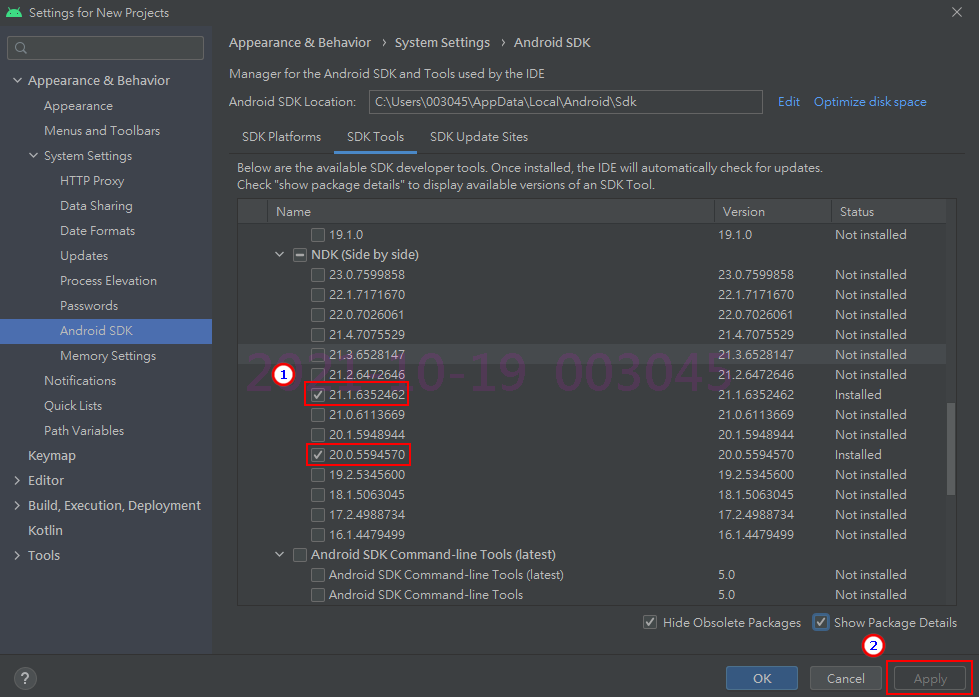 Settings for New Projects
Appearance & Behavior
Appearance
Menus and Toolbars
System Settings
HTTP Proxy
Data Sharing
Date Formats
Updates
Process Elevation
Passwords
Android SDK
Memory Settings
Notifications
Quick Lists
Path Variables
Keymap
Editor
Build, Execution, Deployment
Kotlin
Tools
Appearance & Behavior › System Settings › Android SDK
Manager for the Android SDK and Tools used by the IDE
Android SDK Location: C:\Users\003045\AppData\Local\Android\Sdk Edit Optimize disk space
SDK Platforms SDK Tools SDK Update Sites
Below are the available SDK developer tools. Once installed, the IDE will automatically check for updates.
Check "show package details" to display available versions of an SDK Tool.
Name Version Status
19.1.0 19.1.0 Not installed
NDK (Side by side)
23.0.7599858 23.0.7599858 Not installed
22.1.7171670 22.1.7171670 Not installed
22.0.7026061 22.0.7026061 Not installed
21.4.7075529 21.4.7075529 Not installed
21.3.6528147 21.3.6528147 Not installed
21.2.6472646 21.2.6472646 Not installed
1
21.1.6352462 21.1.6352462 Installed
21.0.6113669 21.0.6113669 Not installed
20.1.5948944 20.1.5948944 Not installed
20.0.5594570 20.0.5594570 Installed
19.2.5345600 19.2.5345600 Not installed
18.1.5063045 18.1.5063045 Not installed
17.2.4988734 17.2.4988734 Not installed
16.1.4479499 16.1.4479499 Not installed
Android SDK Command-line Tools (latest)
Android SDK Command-line Tools (latest) 5.0 Not installed
Android SDK Command-line Tools 5.0 Not installed
Hide Obsolete Packages Show Package Details
2
? OK Cancel Apply
003045